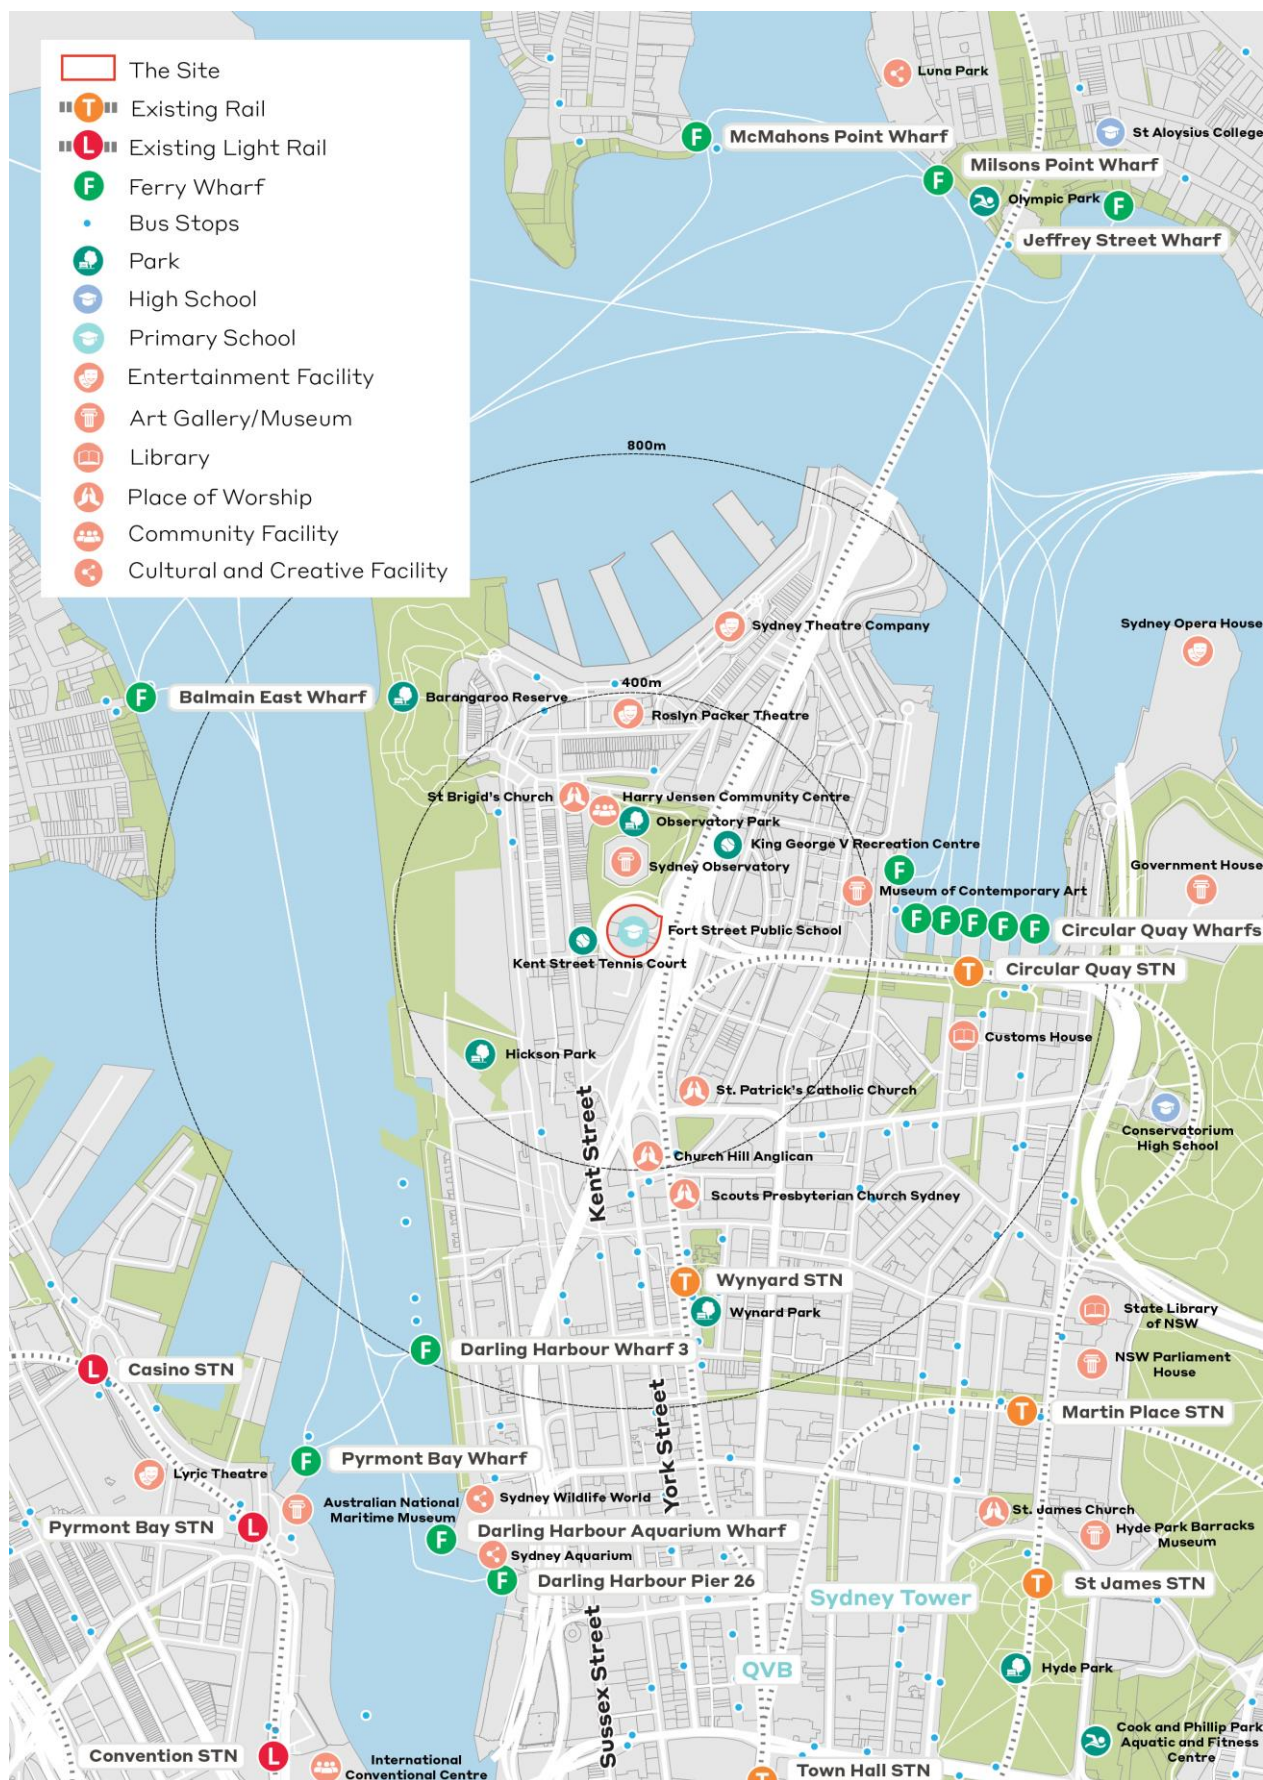 The Site
T
Existing Rail
L
Existing Light Rail
F
Ferry Wharf
Bus Stops
Park
High School
Primary School
Entertainment Facility
Art Gallery/Museum
Library
Place of Worship
Community Facility
Cultural and Creative Facility
Luna Park
St Aloysius College
F
McMahons Point Wharf
F
Milsons Point Wharf
Olympic Park
F
Jeffrey Street Wharf
800m
Sydney Theatre Company
Sydney Opera House
400m
F
Balmain East Wharf
Barangaroo Reserve
Roslyn Packer Theatre
St Brigid's Church
Harry Jensen Community Centre
Observatory Park
King George V Recreation Centre
Sydney Observatory
F
Museum of Contemporary Art
Government House
Fort Street Public School
F
F
F
F
F
Circular Quay Wharfs
Kent Street Tennis Court
T
Circular Quay STN
Customs House
Hickson Park
St. Patrick's Catholic Church
Conservatorium
High School
Kent Street
Church Hill Anglican
Scouts Presbyterian Church Sydney
T
Wynyard STN
Wynard Park
State Library
of NSW
F
Darling Harbour Wharf 3
L
Casino STN
NSW Parliament
House
T
Martin Place STN
York Street
F
Pyrmont Bay Wharf
Lyric Theatre
Sydney Wildlife World
Australian National
Maritime Museum
St. James Church
L
Pyrmont Bay STN
F
Darling Harbour Aquarium Wharf
Hyde Park Barracks
Museum
Sydney Aquarium
F
Darling Harbour Pier 26
T
St James STN
Sydney Tower
Sussex Street
QVB
Hyde Park
Cook and Phillip Park
Aquatic and Fitness
Centre
L
Convention STN
International
Conventional Centre
T
Town Hall STN